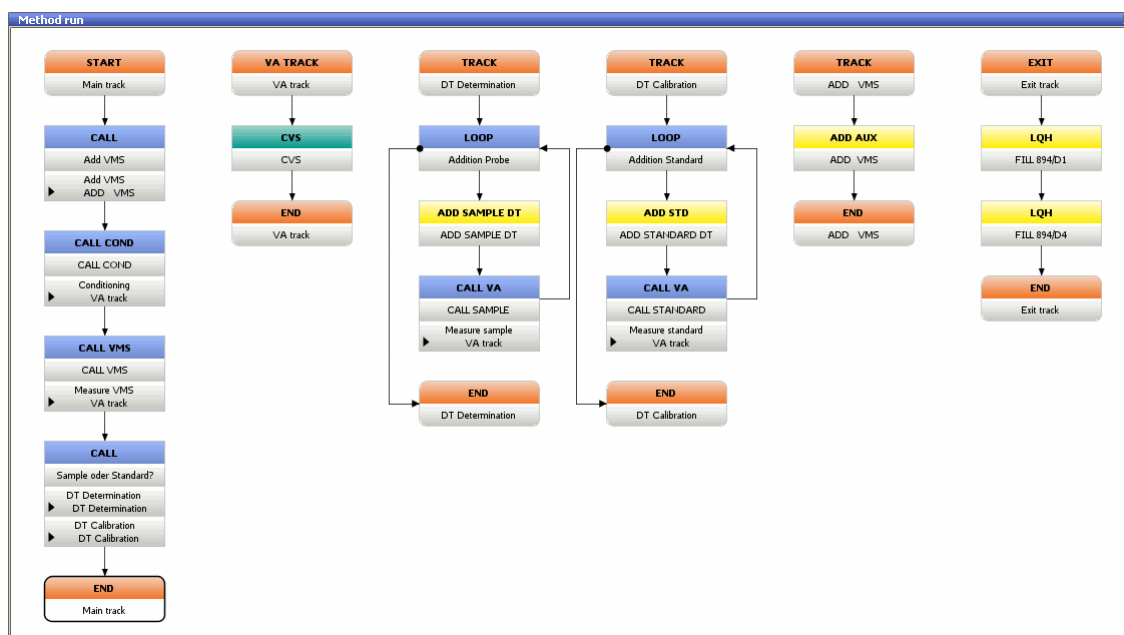 Method run
START
Main track
CALL
Add VMS
Add VMS
ADD VMS
CALL COND
CALL COND
Conditioning
VA track
CALL VMS
CALL VMS
Measure VMS
VA track
CALL
Sample oder Standard?
DT Determination
DT Determination
DT Calibration
DT Calibration
END
Main track
VA TRACK
VA track
CVS
CVS
END
VA track
TRACK
DT Determination
LOOP
Addition Probe
ADD SAMPLE DT
ADD SAMPLE DT
CALL VA
CALL SAMPLE
Measure sample
VA track
END
DT Determination
TRACK
DT Calibration
LOOP
Addition Standard
ADD STD
ADD STANDARD DT
CALL VA
CALL STANDARD
Measure standard
VA track
END
DT Calibration
TRACK
ADD VMS
ADD AUX
ADD VMS
END
ADD VMS
EXIT
Exit track
LQH
FILL 894/D1
LQH
FILL 894/D4
END
Exit track